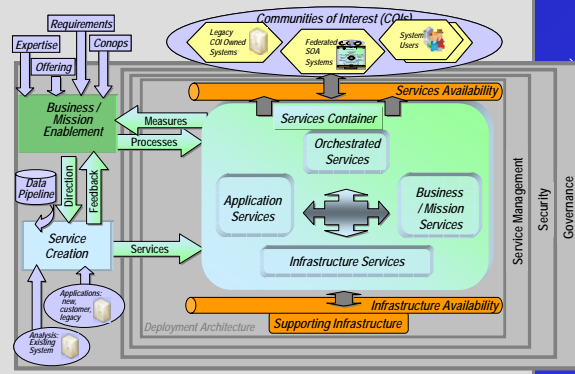 Requirements
Expertise
Conops
Offering
Communities of Interest (COIs)
Legacy
COI Owned
Systems
Federated
SOA
Systems
System
Users
Services Availability
Business /
Mission
Enablement
Measures
Processes
Services Container
Orchestrated
Services
Application
Services
Business
/ Mission
Services
Infrastructure Services
Data
Pipeline
Direction
Feedback
Service
Creation
Services
Applications:
new,
customer,
legacy
Analysis:
Existing
System
Infrastructure Availability
Deployment Architecture
Supporting Infrastructure
Service Management
Security
Governance